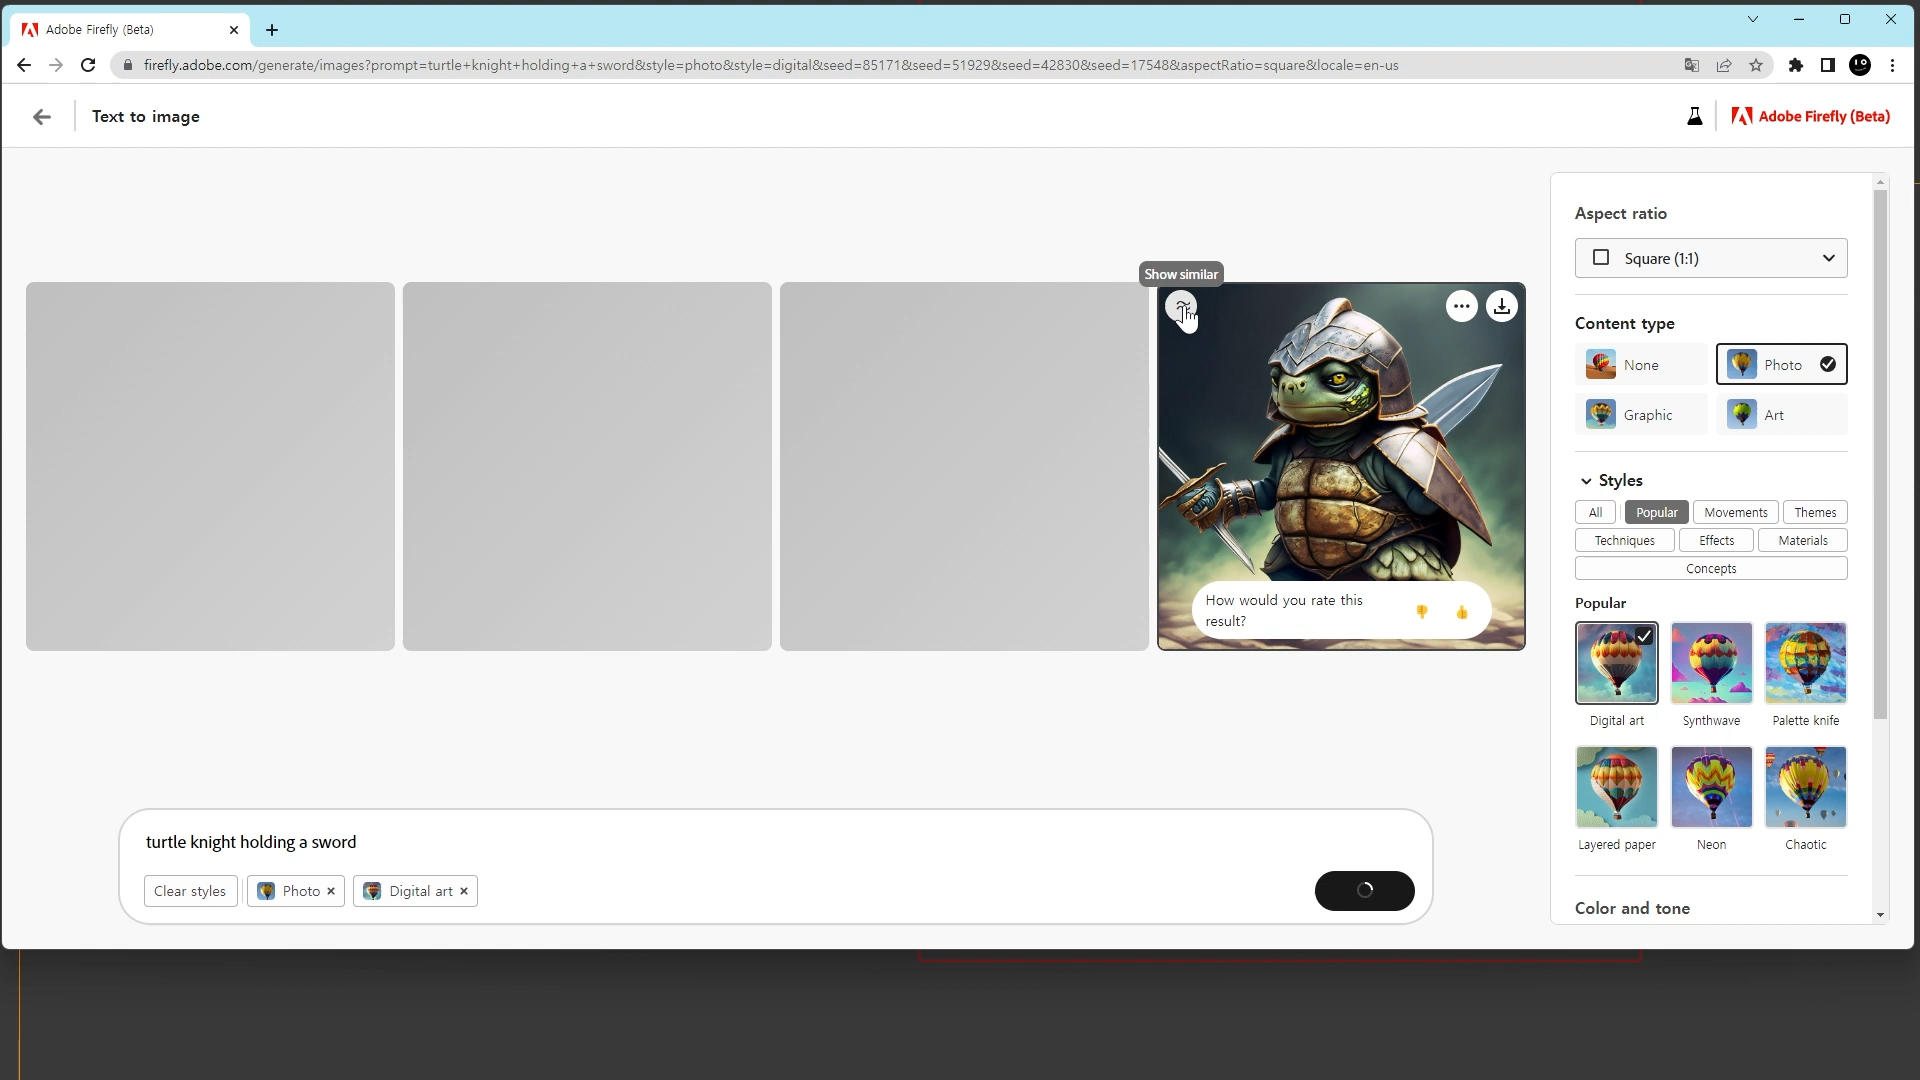 Adobe Firefly (Beta)
firefly.adobe.com/generate/images?prompt=turtle+knight+holding+a+sword&style=photo&style=digital&seed=85171&seed=51929&seed=42830&seed=17548&aspectRatio=square&locale=en-us
Text to image
Adobe Firefly (Beta)
Show similar
How would you rate this
result?
turtle knight holding a sword
Clear styles
Photo
Digital art
Aspect ratio
Square (1:1)
Content type
None
Photo
Graphic
Art
Styles
All
Popular
Movements
Themes
Techniques
Effects
Materials
Concepts
Popular
Digital art
Synthwave
Palette knife
Layered paper
Neon
Chaotic
Color and tone